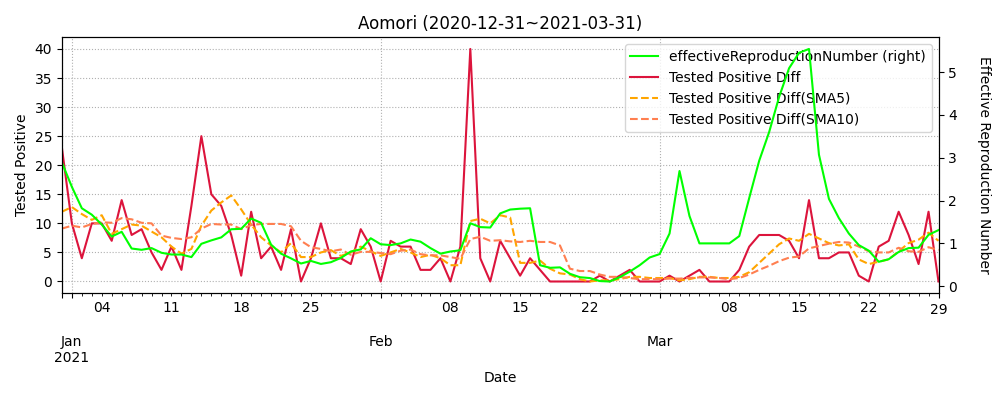 Aomori (2020-12-31~2021-03-31)
effectiveReproductionNumber (right)
Tested Positive Diff
Tested Positive Diff(SMA5)
Tested Positive Diff(SMA10)
Tested Positive
40
35
30
25
20
15
10
5
0
5
4
3
2
1
0
Effective Reproduction Number
04 11 18 25 08 15 22 08 15 22 29
Jan Feb Mar
2021
Date